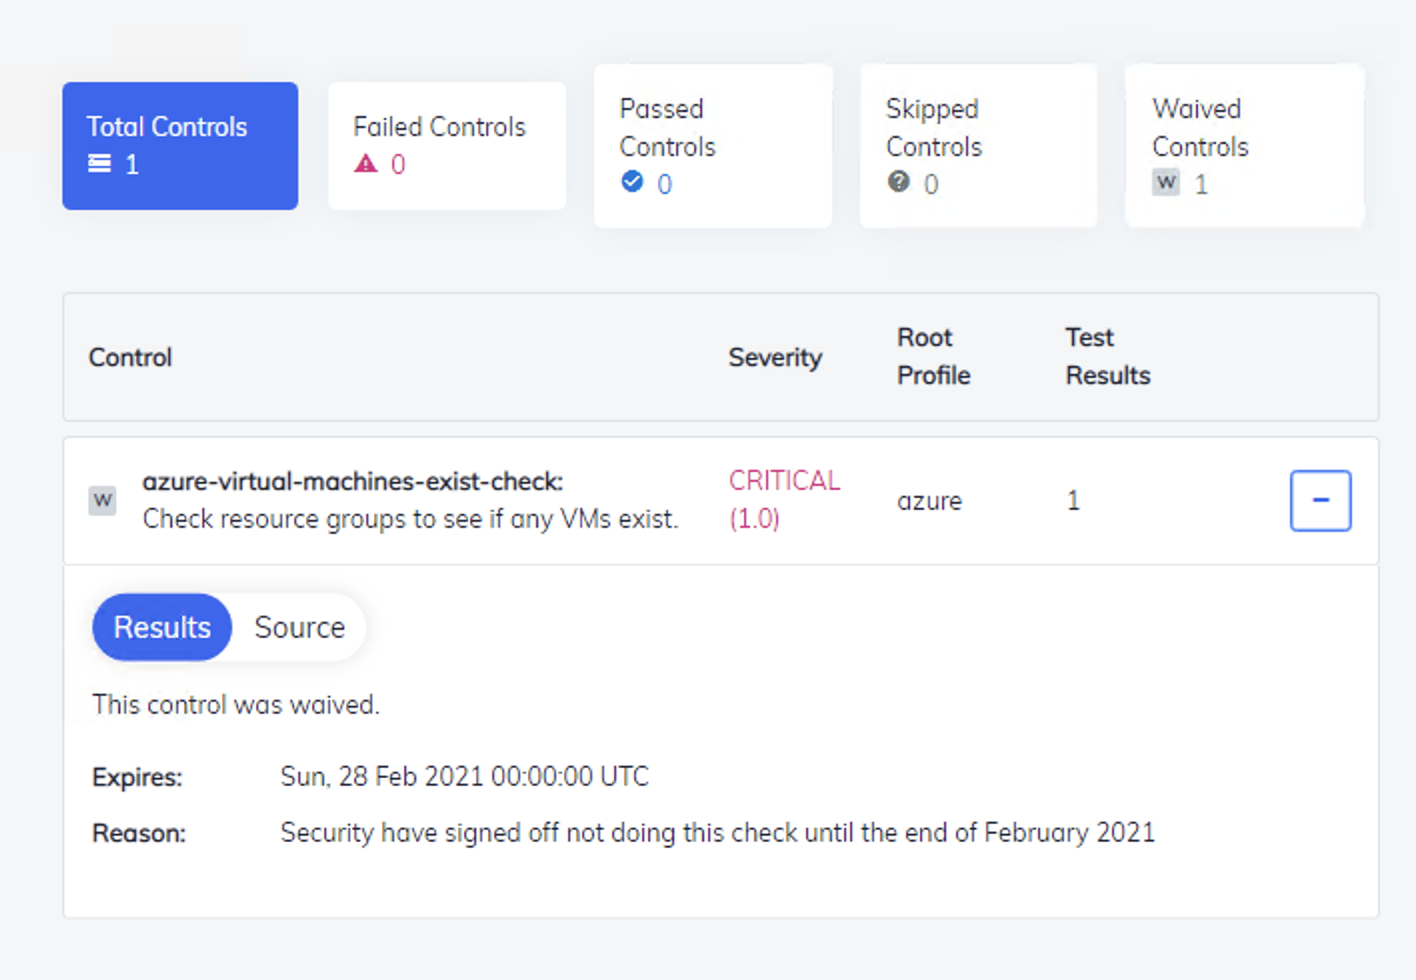 Total Controls
1
Failed Controls
0
Passed
Controls
0
Skipped
Controls
? 0
Waived
Controls
W 1
Control
Severity
Root
Profile
Test
Results
W
azure-virtual-machines-exist-check:
Check resource groups to see if any VMs exist.
CRITICAL
(1.0)
azure
1
Results
Source
This control was waived.
Expires: Sun, 28 Feb 2021 00:00:00 UTC
Reason: Security have signed off not doing this check until the end of February 2021